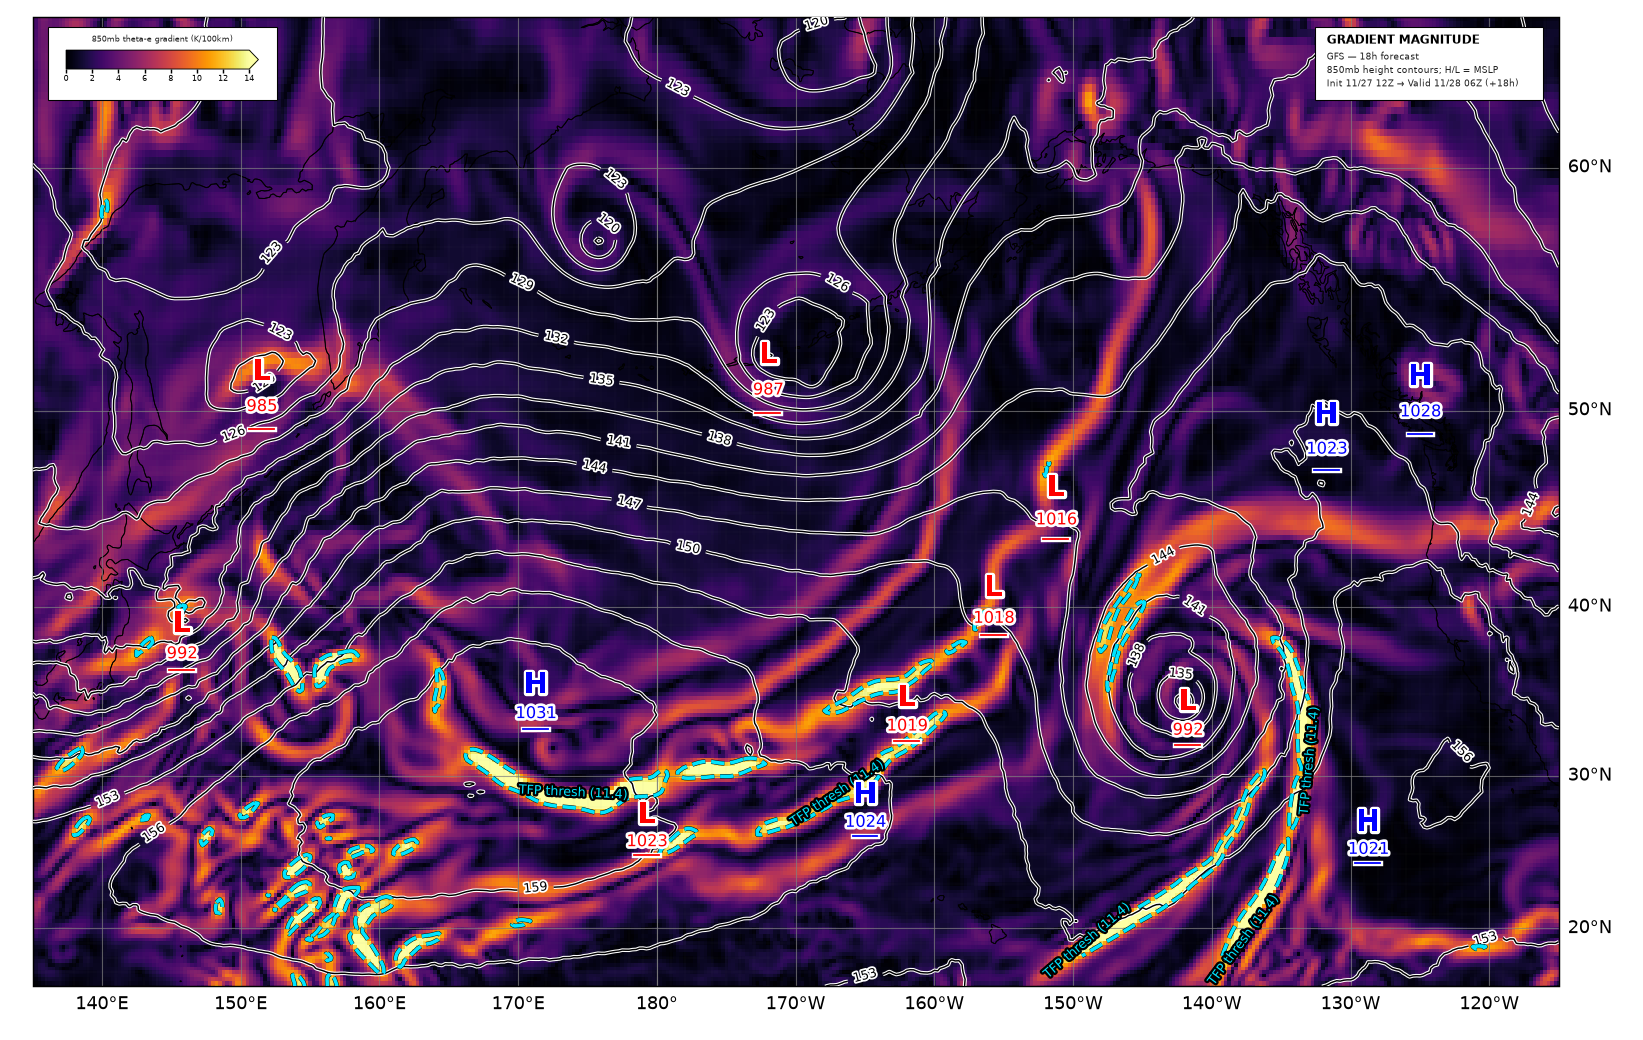 850mb theta-e gradient (K/100km)
0 2 4 6 8 10 12 14
GRADIENT MAGNITUDE
GFS — 18h forecast
850mb height contours; H/L = MSLP
Init 11/27 12Z → Valid 11/28 06Z (+18h)
120
123
123
120
60°N
123
129
126
123
123
132
L
987
L
985
135
H
1028
H
1023
50°N
126
138
141
144
147
L
1016
144
150
144
L
1018
141
40°N
L
992
138
135
H
1031
L
1019
L
992
TFP thresh (11.4)
156
30°N
TFP thresh (11.4)
TFP thresh (11.4)
153
H
1024
L
1023
156
H
1021
159
TFP thresh (11.4)
TFP thresh (11.4)
20°N
153
153
140°E 150°E 160°E 170°E 180° 170°W 160°W 150°W 140°W 130°W 120°W